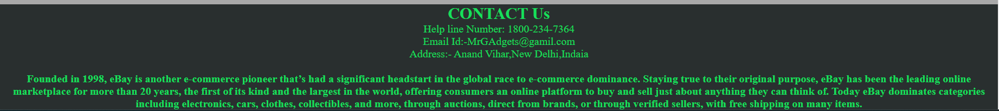 CONTACT Us
Help line Number: 1800-234-7364
Email Id:-MrGAdgets@gamil.com
Address:- Anand Vihar,New Delhi,Indaia
Founded in 1998, eBay is another e-commerce pioneer that’s had a significant headstart in the global race to e-commerce dominance. Staying true to their original purpose, eBay has been the leading online
marketplace for more than 20 years, the first of its kind and the largest in the world, offering consumers an online platform to buy and sell just about anything they can think of. Today eBay dominates categories
including electronics, cars, clothes, collectibles, and more, through auctions, direct from brands, or through verified sellers, with free shipping on many items.